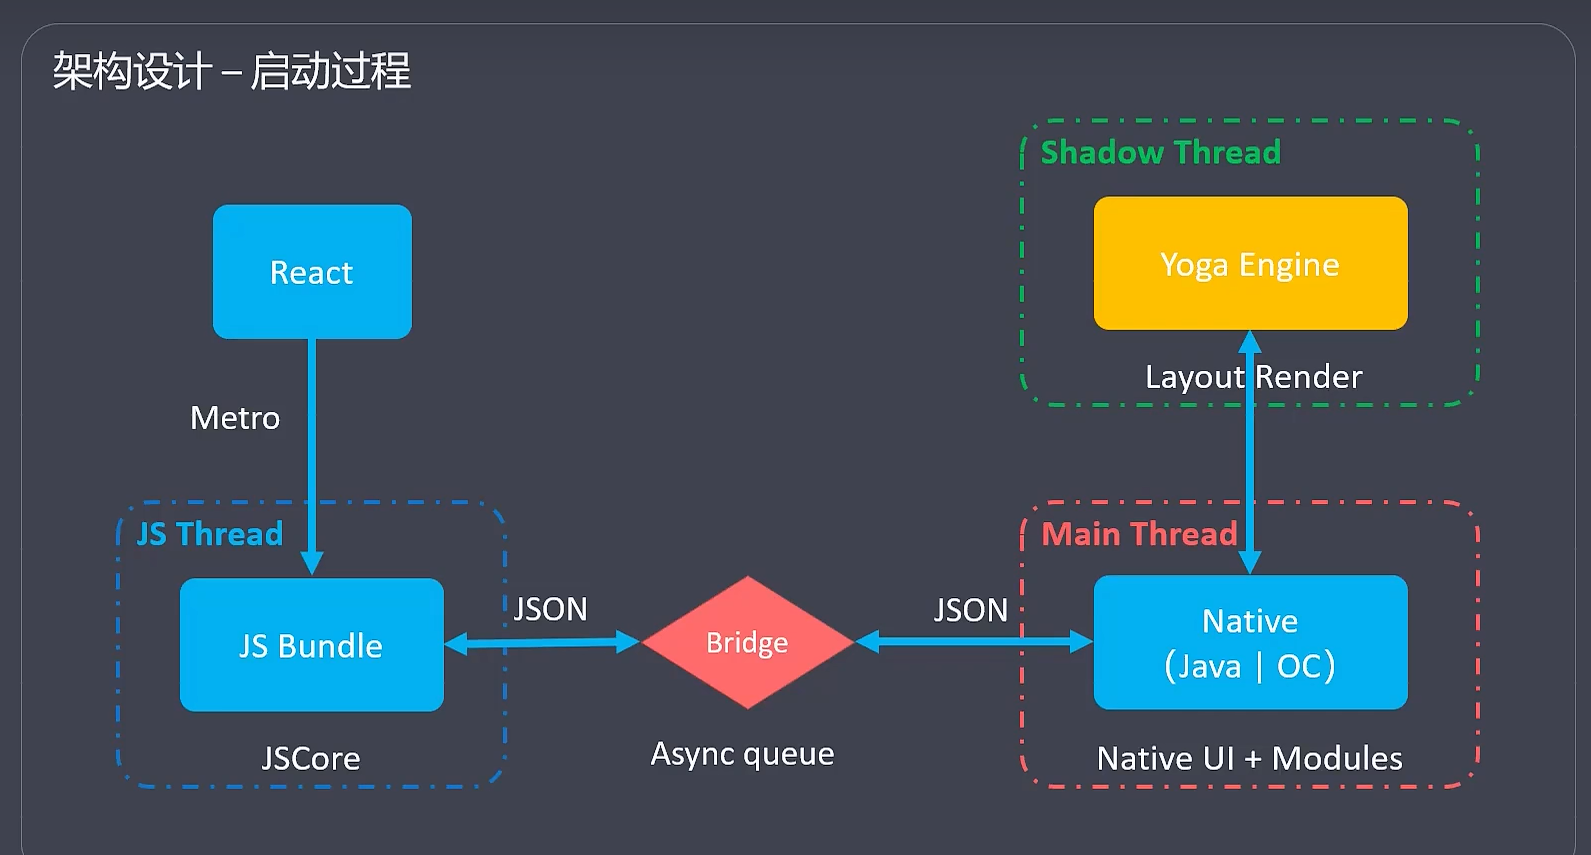 架构设计 – 启动过程
Shadow Thread
React
Yoga Engine
Layout Render
Metro
JS Thread
Main Thread
JS Bundle
JSON
Bridge
JSON
Native
(Java | OC)
JSCore
Async queue
Native UI + Modules